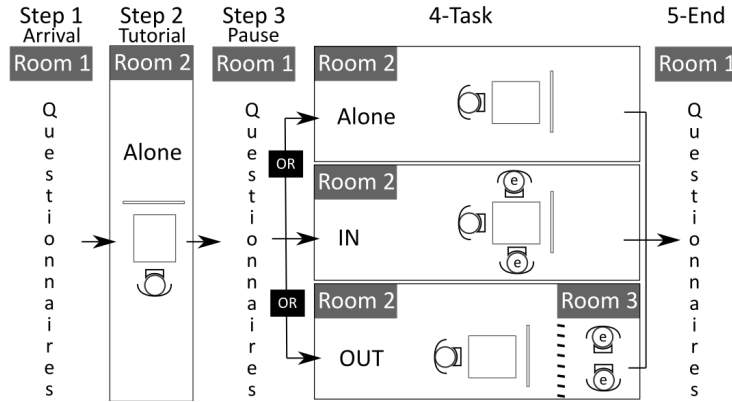 Step 1
Arrival
Room 1
Questionnaires
Step 2
Tutorial
Room 2
Alone
Step 3
Pause
Room 1
Questionnaires
OR
OR
4-Task
Room 2
Alone
Room 2
IN
e
e
Room 2
OUT
Room 3
e
e
5-End
Room 1
Questionnaires